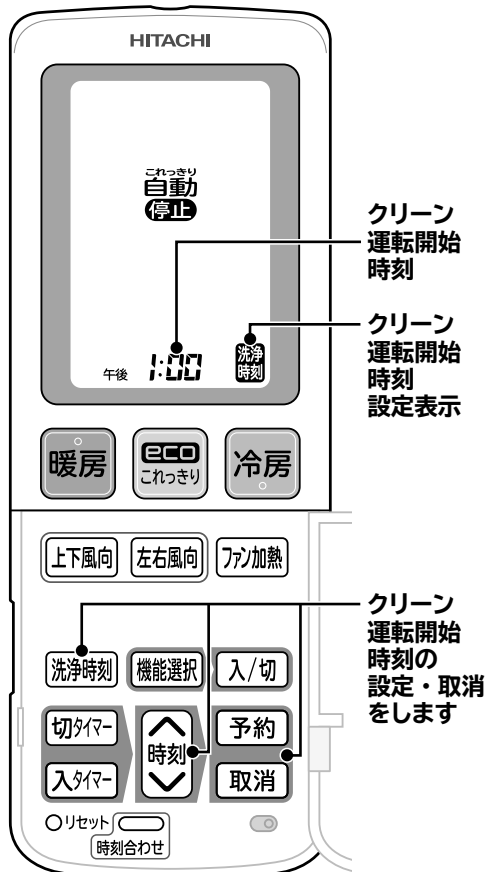 HITACHI
これっきり
自動
停止
クリーン
運転開始
時刻
クリーン
運転開始
時刻
設定表示
午後 1:00 洗浄
時刻
暖房 eco 冷房
これっきり
上下風向 左右風向 ファン加熱
クリーン
運転開始
時刻の
設定・取消
をします
洗浄時刻 機能選択 入/切
切タイマー 時刻 予約
入タイマー 取消
リセット
時刻合わせ